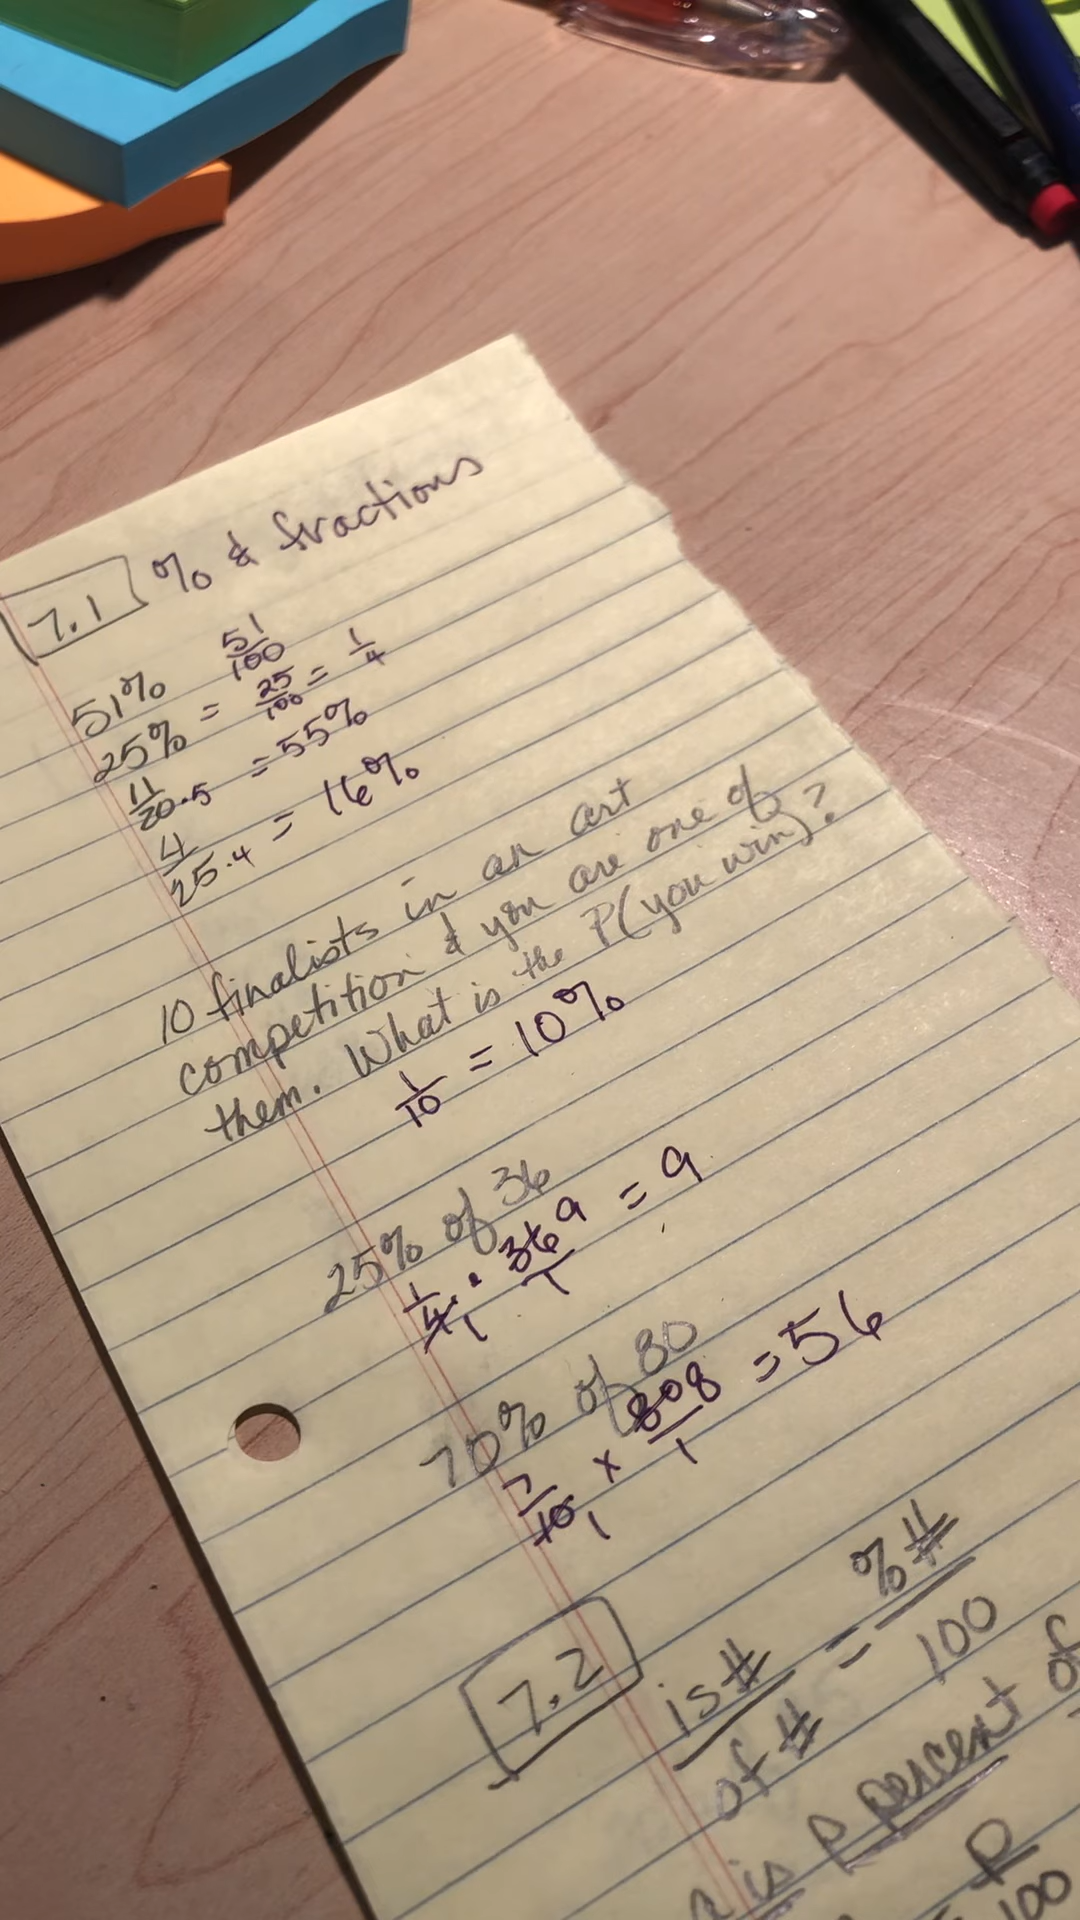 7.1 % & fractions
51% 51/100
25% = 25/100 = 1/4
11/20 · 5 = 55%
4/25 · 4 = 16%
10 finalists in an art
competition & you are one of
them. What is the P(you win)?
1/10 = 10%
25% of 36
1/4 1 · 36 9/1 = 9
70% of 80
7/10 1 × 80 8/1 = 56
7.2 is#/of# = %#/100
is p percent of
p/100